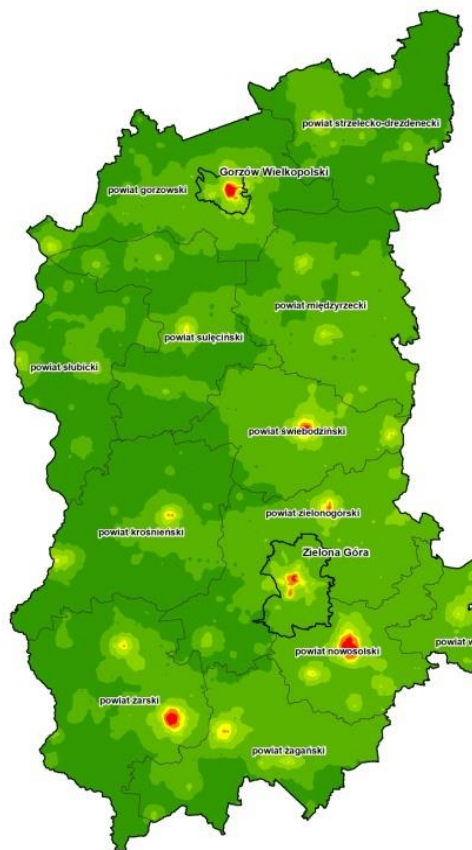 powiat strzelecko-drezdenecki
Gorzów Wielkopolski
powiat gorzowski
powiat międzyrzecki
powiat sulęciński
powiat słubicki
powiat świebodziński
powiat zielonogórski
powiat krośnieński
Zielona Góra
powiat w
powiat nowosolski
powiat żarski
powiat żagański